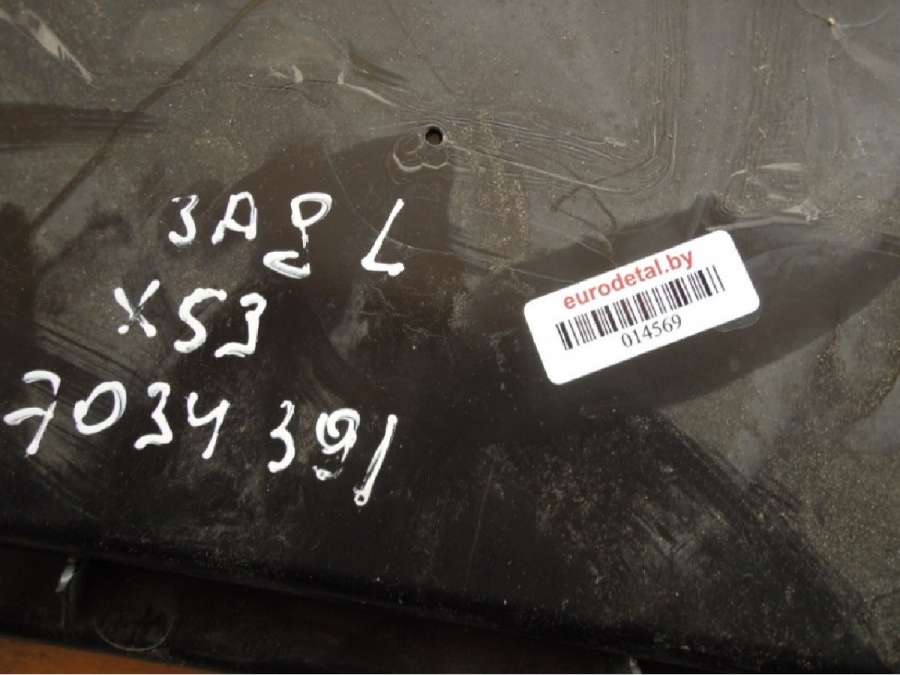 ЗАД L
X53
7034391
eurodetal.by
014569